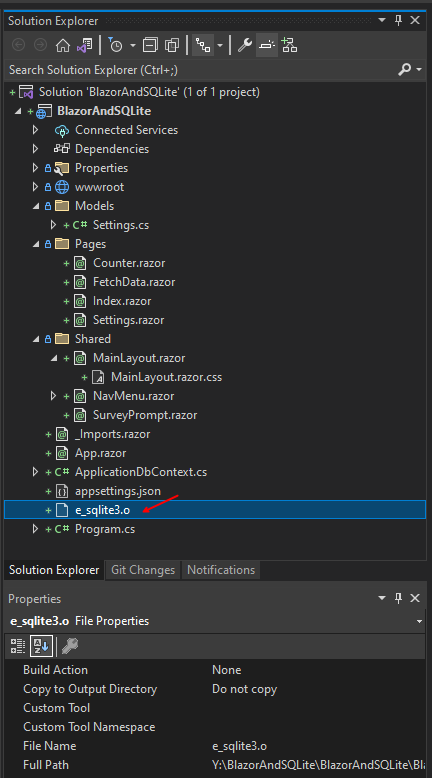 Solution Explorer
Search Solution Explorer (Ctrl+;)
Solution 'BlazorAndSQLite' (1 of 1 project)
BlazorAndSQLite
Connected Services
Dependencies
Properties
wwwroot
Models
C# Settings.cs
Pages
Counter.razor
FetchData.razor
Index.razor
Settings.razor
Shared
MainLayout.razor
MainLayout.razor.css
NavMenu.razor
SurveyPrompt.razor
_Imports.razor
App.razor
C# ApplicationDbContext.cs
appsettings.json
e_sqlite3.o
C# Program.cs
Solution Explorer Git Changes Notifications
Properties
e_sqlite3.o File Properties
Build Action None
Copy to Output Directory Do not copy
Custom Tool
Custom Tool Namespace
File Name e_sqlite3.o
Full Path Y:\BlazorAndSQLite\BlazorAndSQLite\Bla